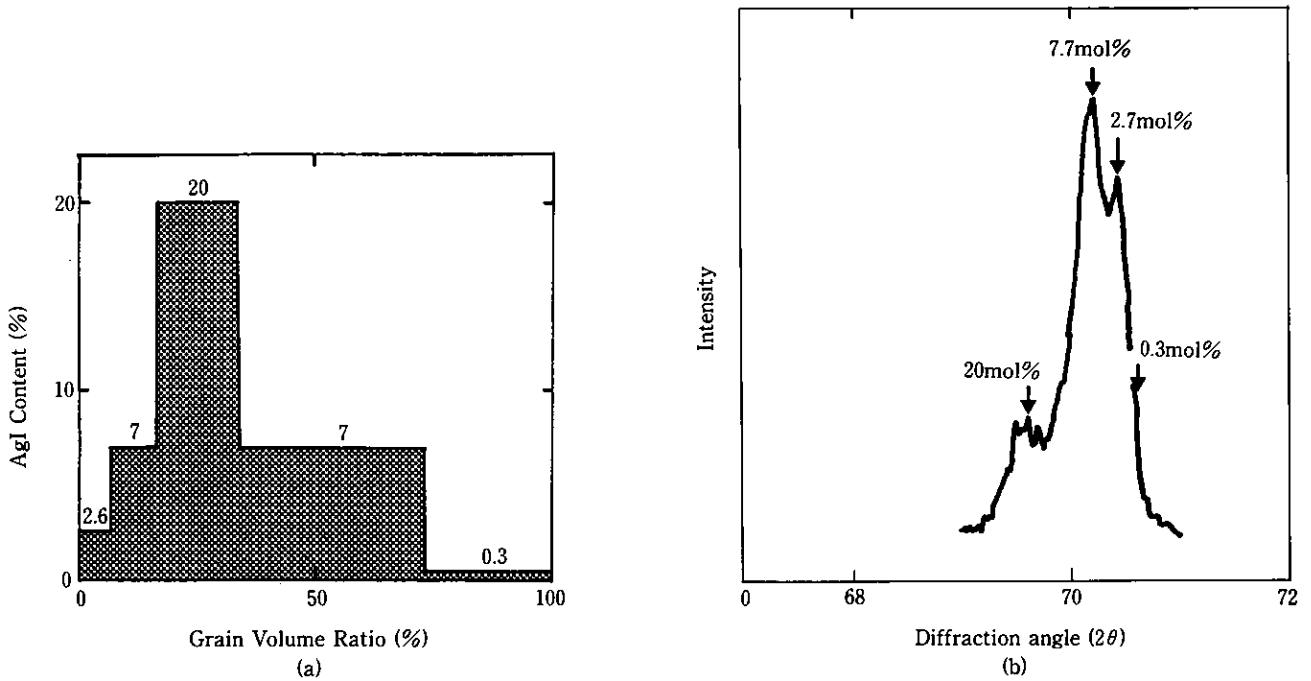 20
20
7
7
10
2.6
0.3
0
0
50
100
AgI Content (%)
Grain Volume Ratio (%)
(a)
7.7mol%
2.7mol%
20mol%
0.3mol%
Intensity
0
68
70
72
Diffraction angle (2θ)
(b)